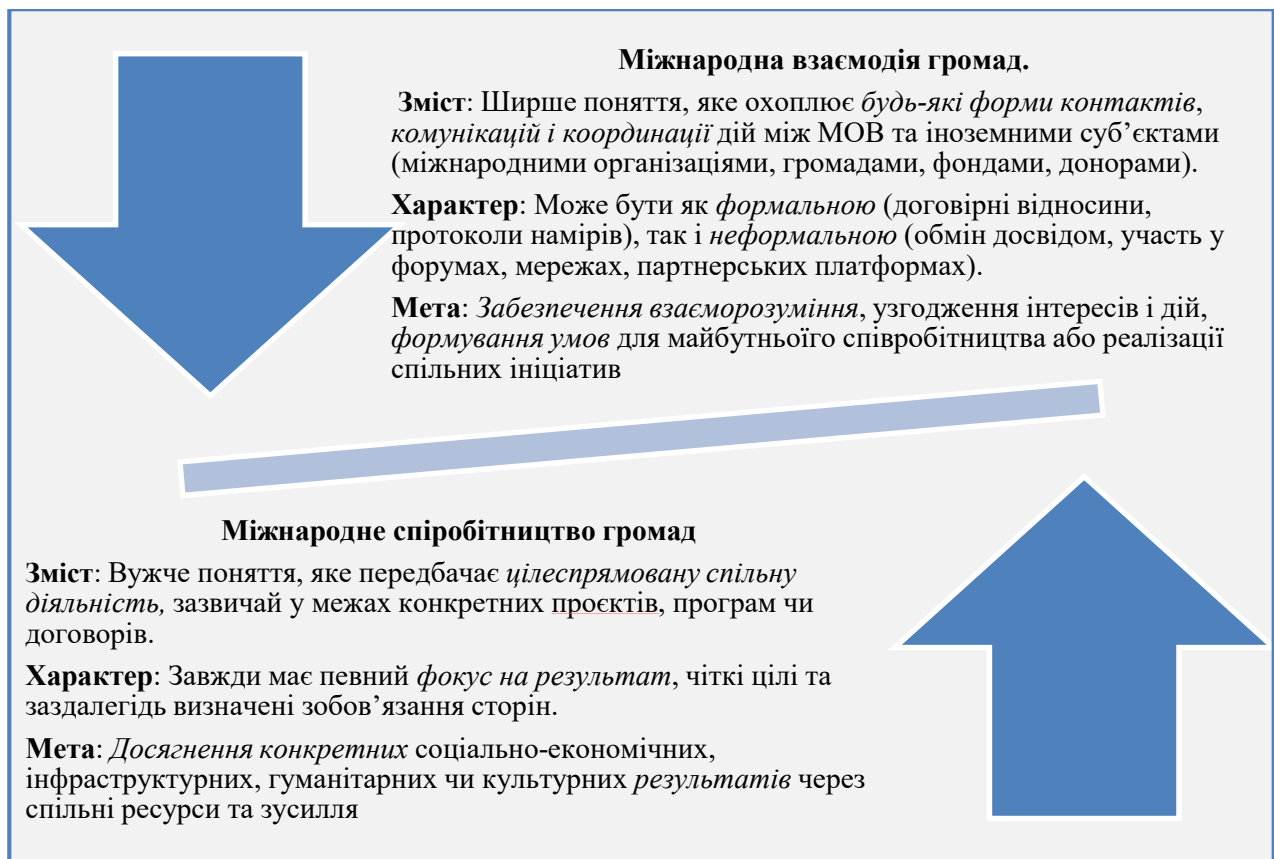 Міжнародна взаємодія громад.
Зміст: Ширше поняття, яке охоплює будь-які форми контактів,
комунікацій і координації дій між МОВ та іноземними суб’єктами
(міжнародними організаціями, громадами, фондами, донорами).
Характер: Може бути як формальною (договірні відносини,
протоколи намірів), так і неформальною (обмін досвідом, участь у
форумах, мережах, партнерських платформах).
Мета: Забезпечення взаєморозуміння, узгодження інтересів і дій,
формування умов для майбутньоїго співробітництва або реалізації
спільних ініціатив
Міжнародне спіробітництво громад
Зміст: Вужче поняття, яке передбачає цілеспрямовану спільну
діяльність, зазвичай у межах конкретних проєктів, програм чи
договорів.
Характер: Завжди має певний фокус на результат, чіткі цілі та
заздалегідь визначені зобов’язання сторін.
Мета: Досягнення конкретних соціально-економічних,
інфраструктурних, гуманітарних чи культурних результатів через
спільні ресурси та зусилля